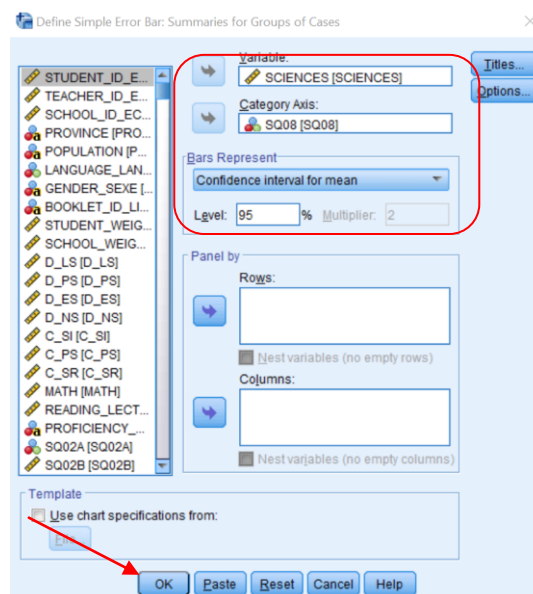 Define Simple Error Bar: Summaries for Groups of Cases
STUDENT_ID_E...
TEACHER_ID_E...
SCHOOL_ID_EC...
PROVINCE [PRO...
POPULATION [P...
LANGUAGE_LAN...
GENDER_SEXE [...
BOOKLET_ID_LI...
STUDENT_WEIG...
SCHOOL_WEIG...
D_LS [D_LS]
D_PS [D_PS]
D_ES [D_ES]
D_NS [D_NS]
C_SI [C_SI]
C_PS [C_PS]
C_SR [C_SR]
MATH [MATH]
READING_LECT...
PROFICIENCY_...
SQ02A [SQ02A]
SQ02B [SQ02B]
Variable:
SCIENCES [SCIENCES]
Category Axis:
SQ08 [SQ08]
Bars Represent
Confidence interval for mean
Level: 95 % Multiplier: 2
Panel by
Rows:
Nest variables (no empty rows)
Columns:
Nest variables (no empty columns)
Titles...
Options...
Template
Use chart specifications from:
File...
OK Paste Reset Cancel Help